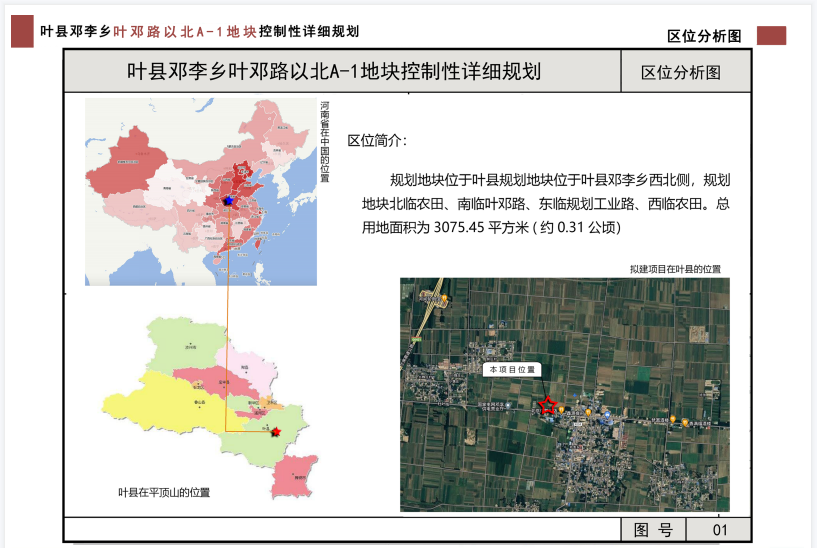 叶县邓李乡叶邓路以北A-1地块控制性详细规划
区位分析图
叶县邓李乡叶邓路以北A-1地块控制性详细规划
区位分析图
河南省在中国的位置
区位简介：
规划地块位于叶县规划地块位于叶县邓李乡西北侧，规划
地块北临农田、南临叶邓路、东临规划工业路、西临农田。总
用地面积为 3075.45 平方米 ( 约 0.31 公顷)
拟建项目在叶县的位置
本项目位置
叶县在平顶山的位置
图 号
01